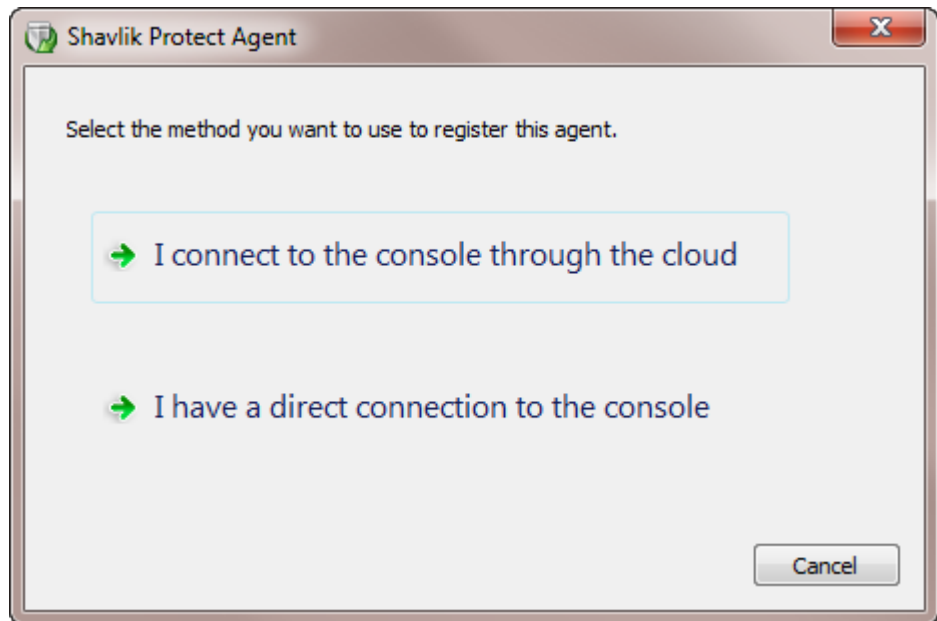 Shavlik Protect Agent
Select the method you want to use to register this agent.
I connect to the console through the cloud
I have a direct connection to the console
Cancel